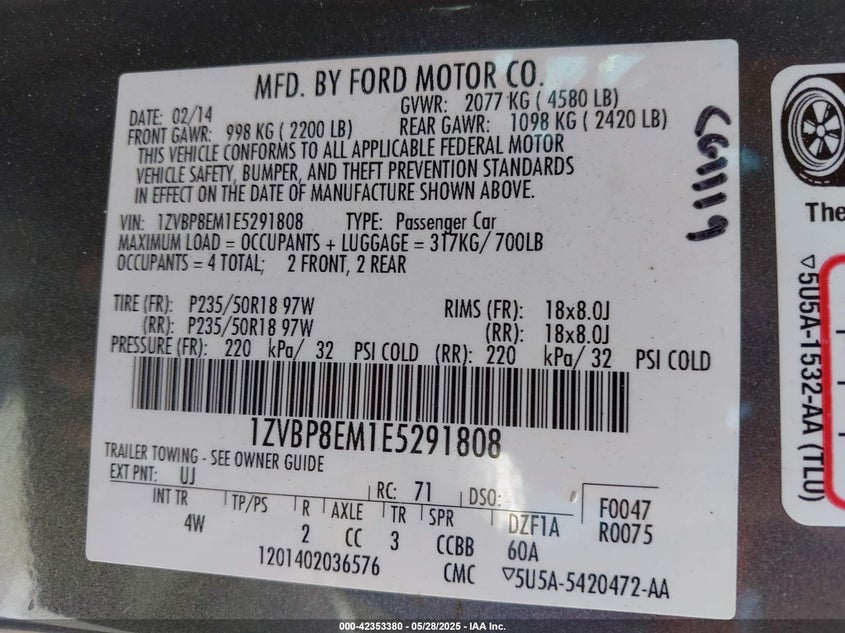 MFD. BY FORD MOTOR CO.
DATE: 02/14 GVWR: 2077 KG ( 4580 LB)
FRONT GAWR: 998 KG ( 2200 LB) REAR GAWR: 1098 KG ( 2420 LB)
THIS VEHICLE CONFORMS TO ALL APPLICABLE FEDERAL MOTOR
VEHICLE SAFETY, BUMPER, AND THEFT PREVENTION STANDARDS
IN EFFECT ON THE DATE OF MANUFACTURE SHOWN ABOVE.
VIN: 1ZVBP8EM1E5291808 TYPE: Passenger Car
MAXIMUM LOAD = OCCUPANTS + LUGGAGE = 317KG/ 700LB
OCCUPANTS = 4 TOTAL; 2 FRONT, 2 REAR
TIRE (FR): P235/50R18 97W RIMS (FR): 18x8.0J
(RR): P235/50R18 97W (RR): 18x8.0J
PRESSURE (FR): 220 kPa/ 32 PSI COLD (RR): 220 kPa/ 32 PSI COLD
1ZVBP8EM1E5291808
TRAILER TOWING - SEE OWNER GUIDE
EXT PNT: UJ RC: 71 DSO:
INT TR TP/PS R AXLE TR SPR DZF1A F0047
4W 2 CC 3 CCBB 60A R0075
1201402036576 CMC ▽5U5A-5420472-AA
The
▽5U5A-1532-AA (TLU)
000-42353380 - 05/28/2025 - IAA Inc.